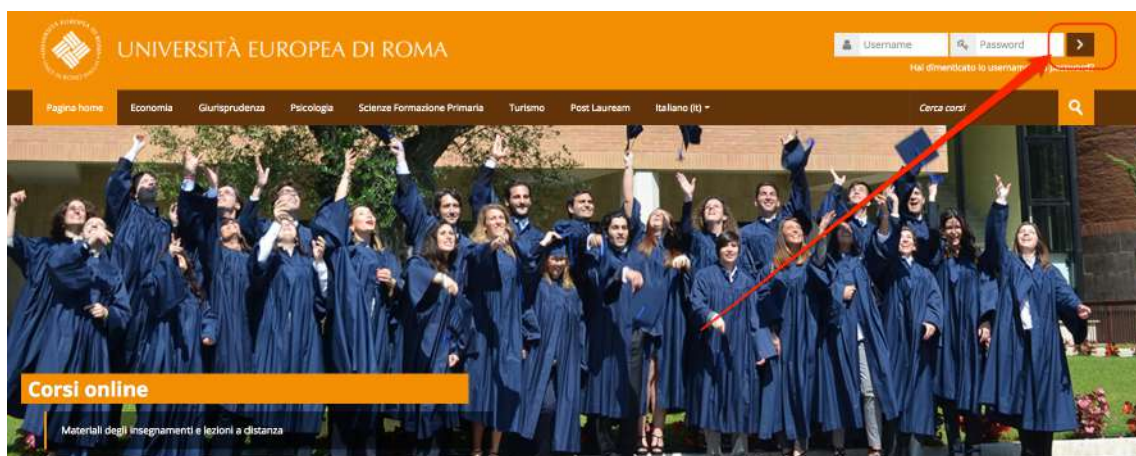 UNIVERSITÀ EUROPEA DI ROMA
Username
Password
Hai dimenticato lo username password?
Pagina home
Economia
Giurisprudenza
Psicologia
Scienze Formazione Primaria
Turismo
Post Lauream
Italiano (it)
Cerca corsi
Corsi online
Materiali degli insegnamenti e lezioni a distanza